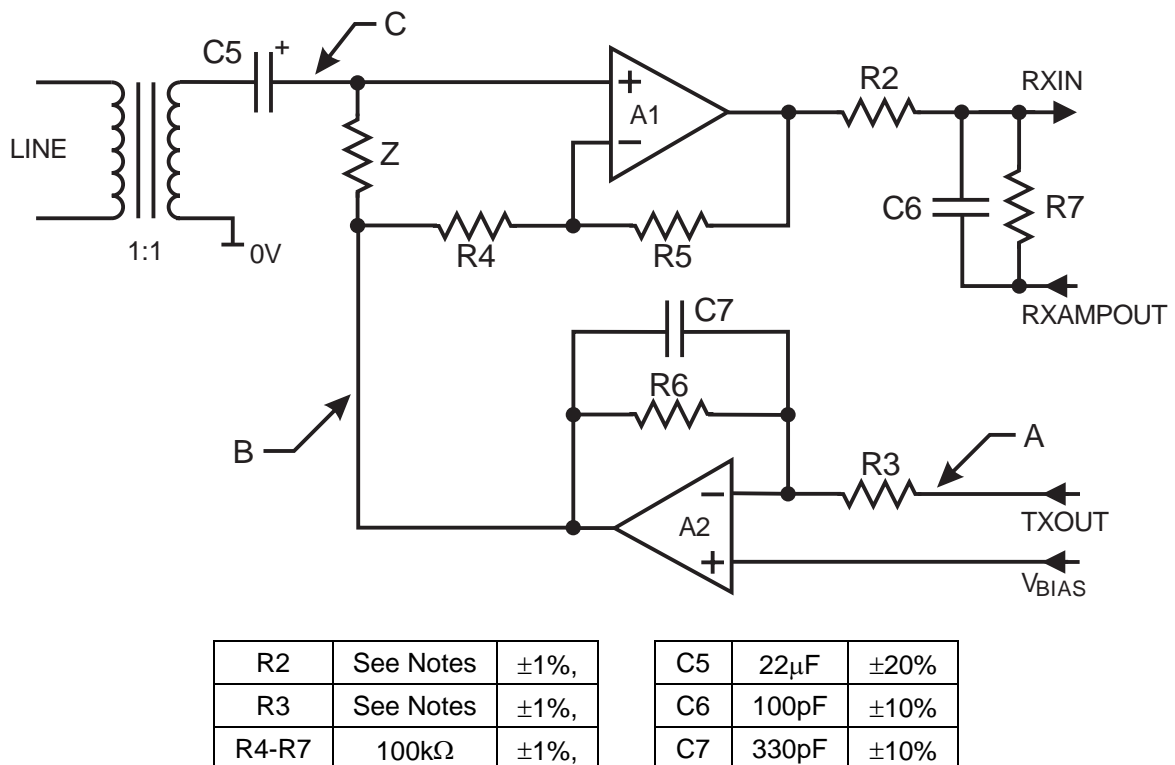 C
C5
+
R2
RXIN
+
A1
−
LINE
Z
C6
R7
R4
R5
1:1
0V
RXAMPOUT
C7
R6
B
A
R3
−
A2
TXOUT
+
VBIAS
R2 See Notes ±1%,
C5 22µF ±20%
R3 See Notes ±1%,
C6 100pF ±10%
R4-R7 100kΩ ±1%,
C7 330pF ±10%